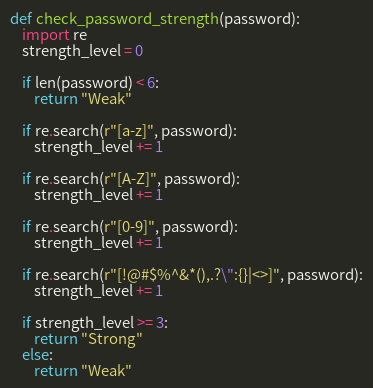 def check_password_strength(password):
    import re
    strength_level = 0

    if len(password) < 6:
        return "Weak"

    if re.search(r"[a-z]", password):
        strength_level += 1

    if re.search(r"[A-Z]", password):
        strength_level += 1

    if re.search(r"[0-9]", password):
        strength_level += 1

    if re.search(r"[!@#$%^&*(),.?\":{}|<>]", password):
        strength_level += 1

    if strength_level >= 3:
        return "Strong"
    else:
        return "Weak"